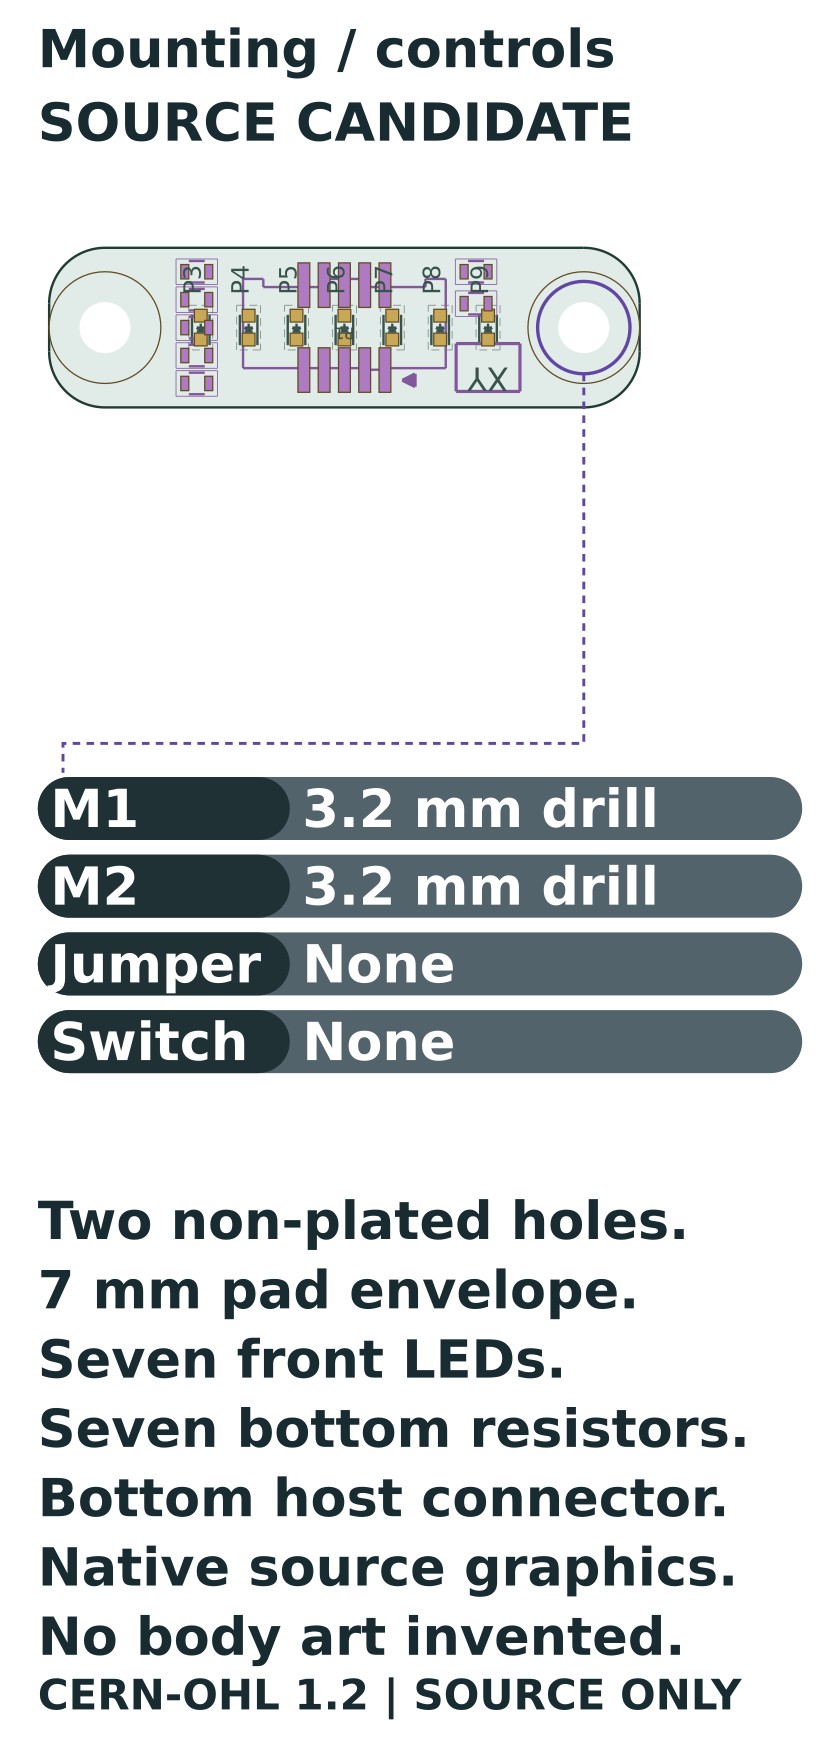 Mounting / controls
SOURCE CANDIDATE
P3 P4 P5 P6 P7 P8 P9
XY
M1 3.2 mm drill
M2 3.2 mm drill
Jumper None
Switch None
Two non-plated holes.
7 mm pad envelope.
Seven front LEDs.
Seven bottom resistors.
Bottom host connector.
Native source graphics.
No body art invented.
CERN-OHL 1.2 | SOURCE ONLY